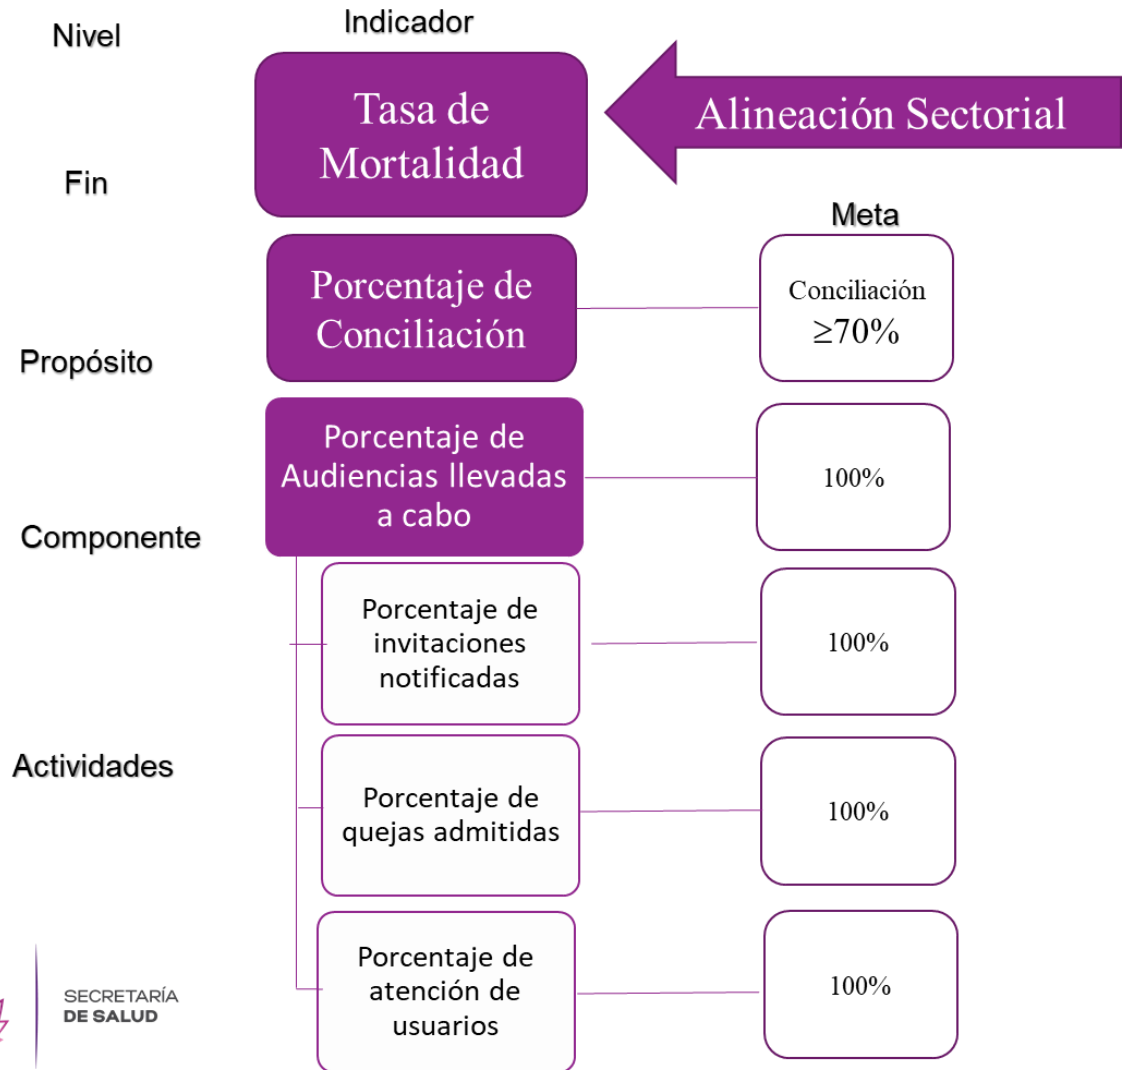 Nivel
Indicador
Tasa de
Mortalidad
Alineación Sectorial
Fin
Meta
Porcentaje de
Conciliación
Conciliación
≥70%
Propósito
Porcentaje de
Audiencias llevadas
a cabo
100%
Componente
Porcentaje de
invitaciones
notificadas
100%
Actividades
Porcentaje de
quejas admitidas
100%
Porcentaje de
atención de
usuarios
100%
SECRETARÍA
DE SALUD